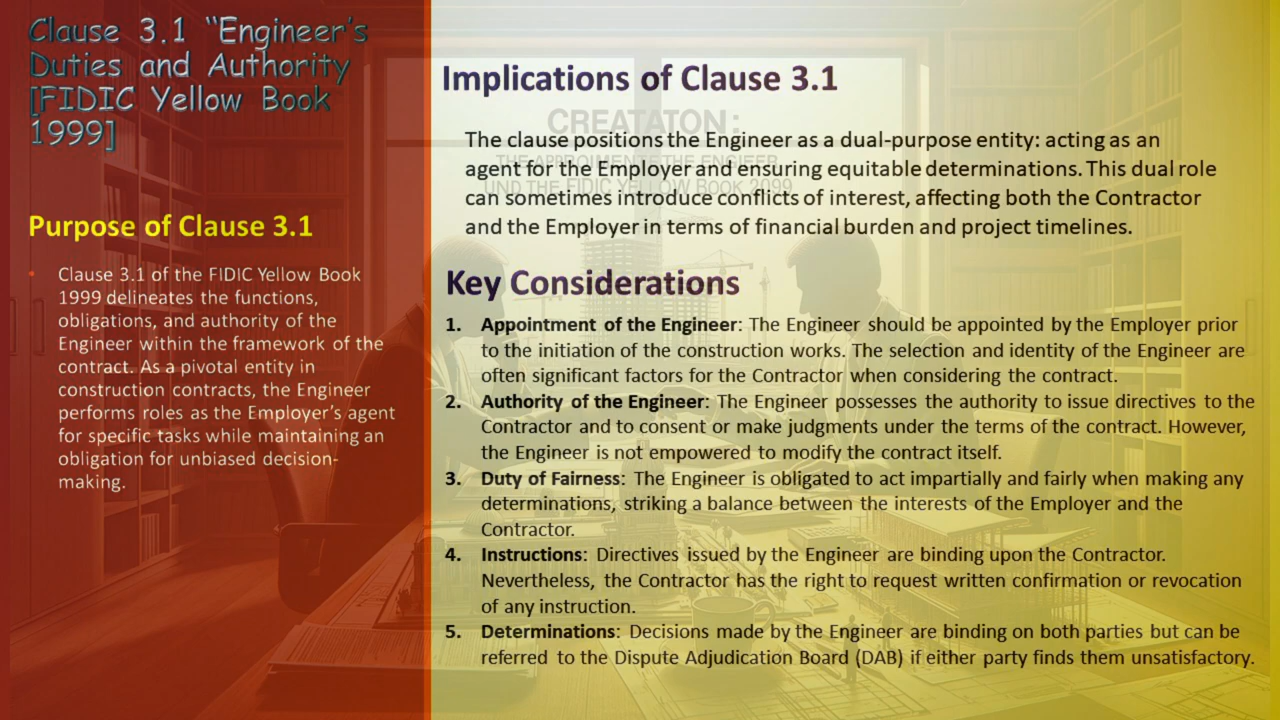 Clause 3.1 “Engineer’s
Duties and Authority
[FIDIC Yellow Book
1999]
Purpose of Clause 3.1
• Clause 3.1 of the FIDIC Yellow Book
1999 delineates the functions,
obligations, and authority of the
Engineer within the framework of the
contract. As a pivotal entity in
construction contracts, the Engineer
performs roles as the Employer’s agent
for specific tasks while maintaining an
obligation for unbiased decision-
making.
Implications of Clause 3.1
CREATATON:
The clause positions the Engineer as a dual-purpose entity: acting as an
agent for the Employer and ensuring equitable determinations. This dual role
can sometimes introduce conflicts of interest, affecting both the Contractor
and the Employer in terms of financial burden and project timelines.
Key Considerations
1. Appointment of the Engineer: The Engineer should be appointed by the Employer prior
to the initiation of the construction works. The selection and identity of the Engineer are
often significant factors for the Contractor when considering the contract.
2. Authority of the Engineer: The Engineer possesses the authority to issue directives to the
Contractor and to consent or make judgments under the terms of the contract. However,
the Engineer is not empowered to modify the contract itself.
3. Duty of Fairness: The Engineer is obligated to act impartially and fairly when making any
determinations, striking a balance between the interests of the Employer and the
Contractor.
4. Instructions: Directives issued by the Engineer are binding upon the Contractor.
Nevertheless, the Contractor has the right to request written confirmation or revocation
of any instruction.
5. Determinations: Decisions made by the Engineer are binding on both parties but can be
referred to the Dispute Adjudication Board (DAB) if either party finds them unsatisfactory.